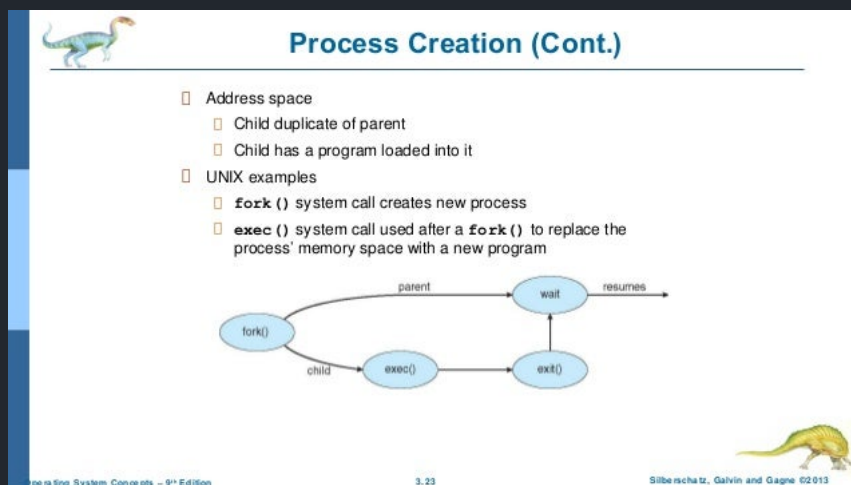 Process Creation (Cont.)
Address space
Child duplicate of parent
Child has a program loaded into it
UNIX examples
fork() system call creates new process
exec() system call used after a fork() to replace the
process' memory space with a new program
parent
wait
resumes
fork()
child
exec()
exit()
Operating System Concepts – 9th Edition
3.23
Silberschatz, Galvin and Gagne ©2013